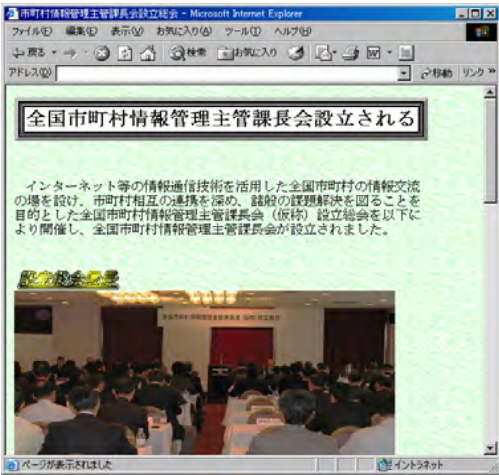 市町村情報管理主管課長会設立総会 - Microsoft Internet Explorer
ファイル(F) 編集(E) 表示(V) お気に入り(A) ツール(T) ヘルプ(H)
戻る 検索 お気に入り
アドレス(D) 移動 リンク »
全国市町村情報管理主管課長会設立される
インターネット等の情報通信技術を活用した全国市町村の情報交流
の場を設け、市町村相互の連携を深め、諸般の課題解決を図ることを
目的とした全国市町村情報管理主管課長会（仮称）設立総会を以下に
より開催し、全国市町村情報管理主管課長会が設立されました。
設立総会風景
ページが表示されました イントラネット